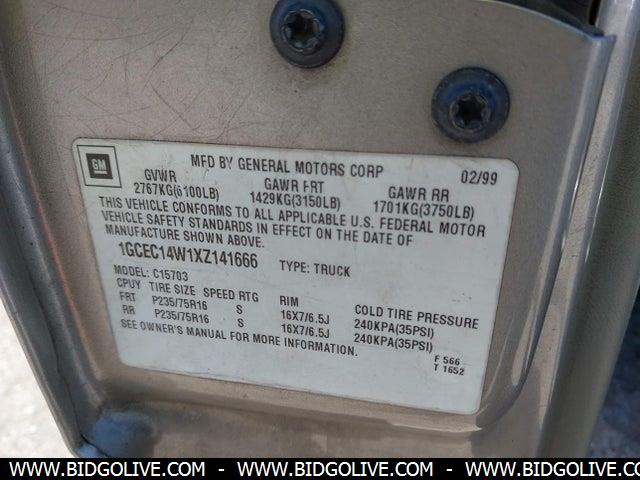 GM
MFD BY GENERAL MOTORS CORP 02/99
GVWR GAWR FRT GAWR RR
2767KG(6100LB) 1429KG(3150LB) 1701KG(3750LB)
THIS VEHICLE CONFORMS TO ALL APPLICABLE U.S. FEDERAL MOTOR
VEHICLE SAFETY STANDARDS IN EFFECT ON THE DATE OF
MANUFACTURE SHOWN ABOVE.
1GCEC14W1XZ141666 TYPE: TRUCK
MODEL: C15703
CPUY TIRE SIZE SPEED RTG RIM COLD TIRE PRESSURE
FRT P235/75R16 S 16X7/6.5J 240KPA(35PSI)
RR P235/75R16 S 16X7/6.5J 240KPA(35PSI)
SEE OWNER'S MANUAL FOR MORE INFORMATION.
F 566
T 1652
WWW.BIDGOLIVE.COM - WWW.BIDGOLIVE.COM - WWW.BIDGOLIVE.COM